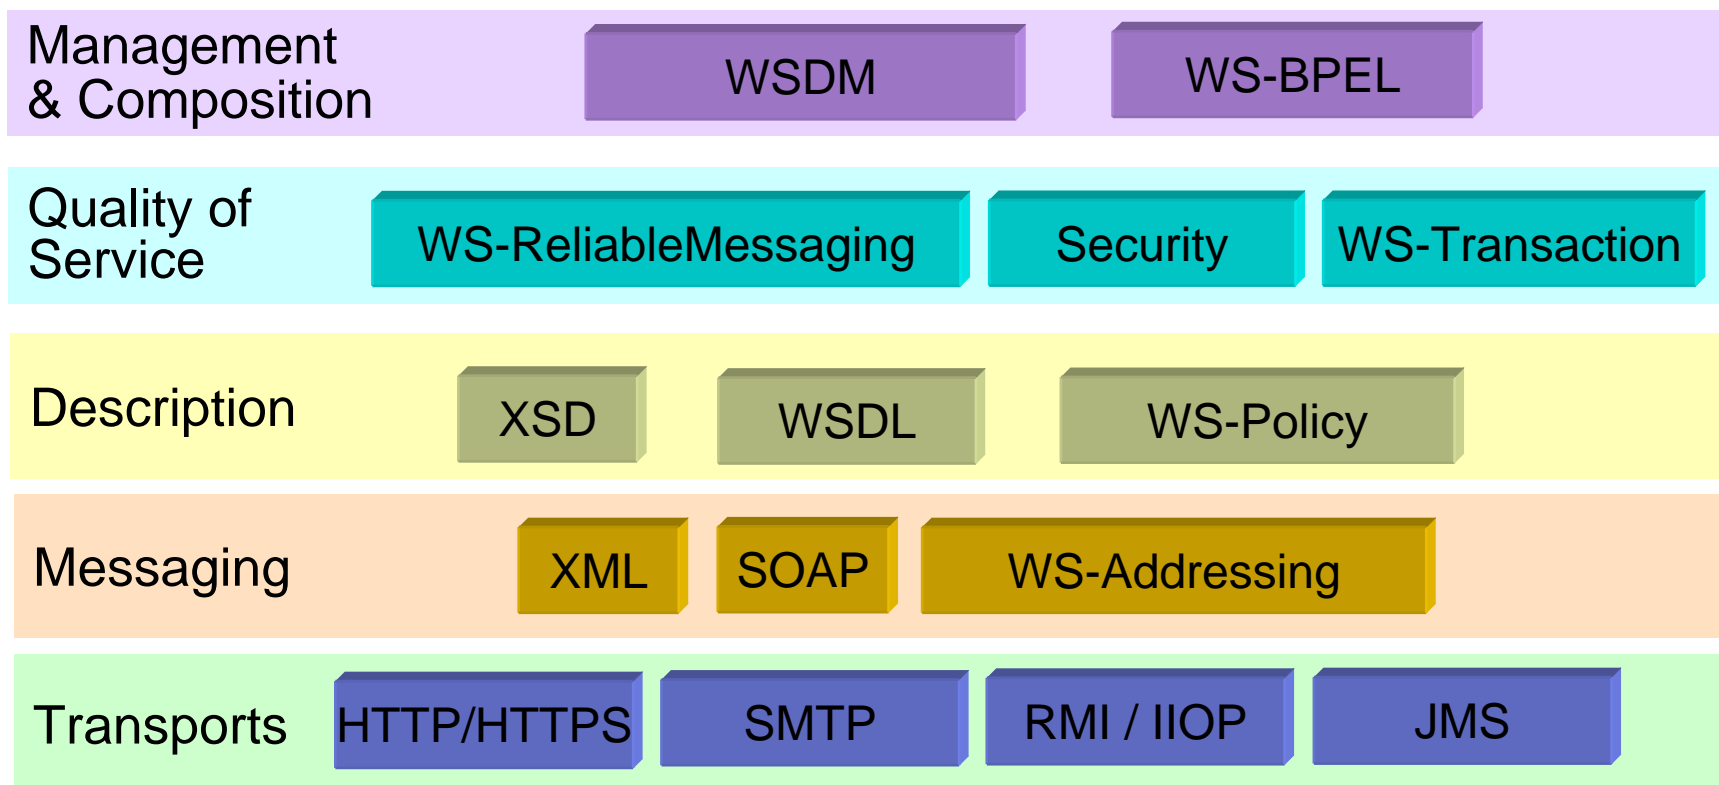 Management
& Composition
WSDM
WS-BPEL
Quality of
Service
WS-ReliableMessaging
Security
WS-Transaction
Description
XSD
WSDL
WS-Policy
Messaging
XML
SOAP
WS-Addressing
Transports
HTTP/HTTPS
SMTP
RMI / IIOP
JMS